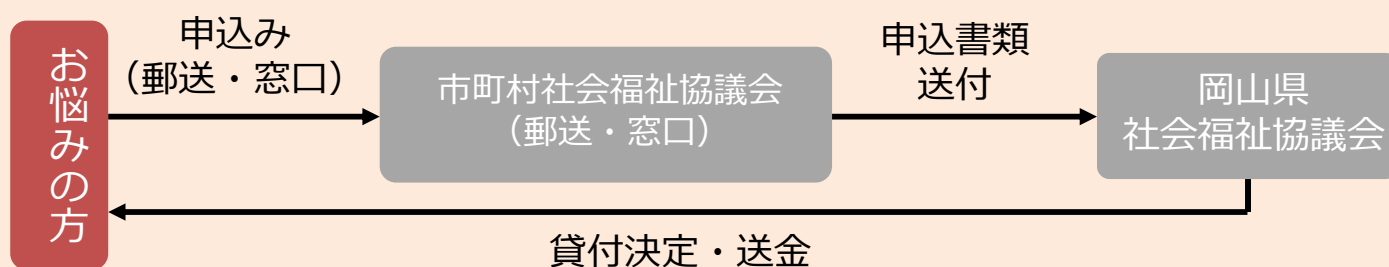 お悩みの方
申込み
（郵送・窓口）
市町村社会福祉協議会
（郵送・窓口）
申込書類
送付
岡山県
社会福祉協議会
貸付決定・送金